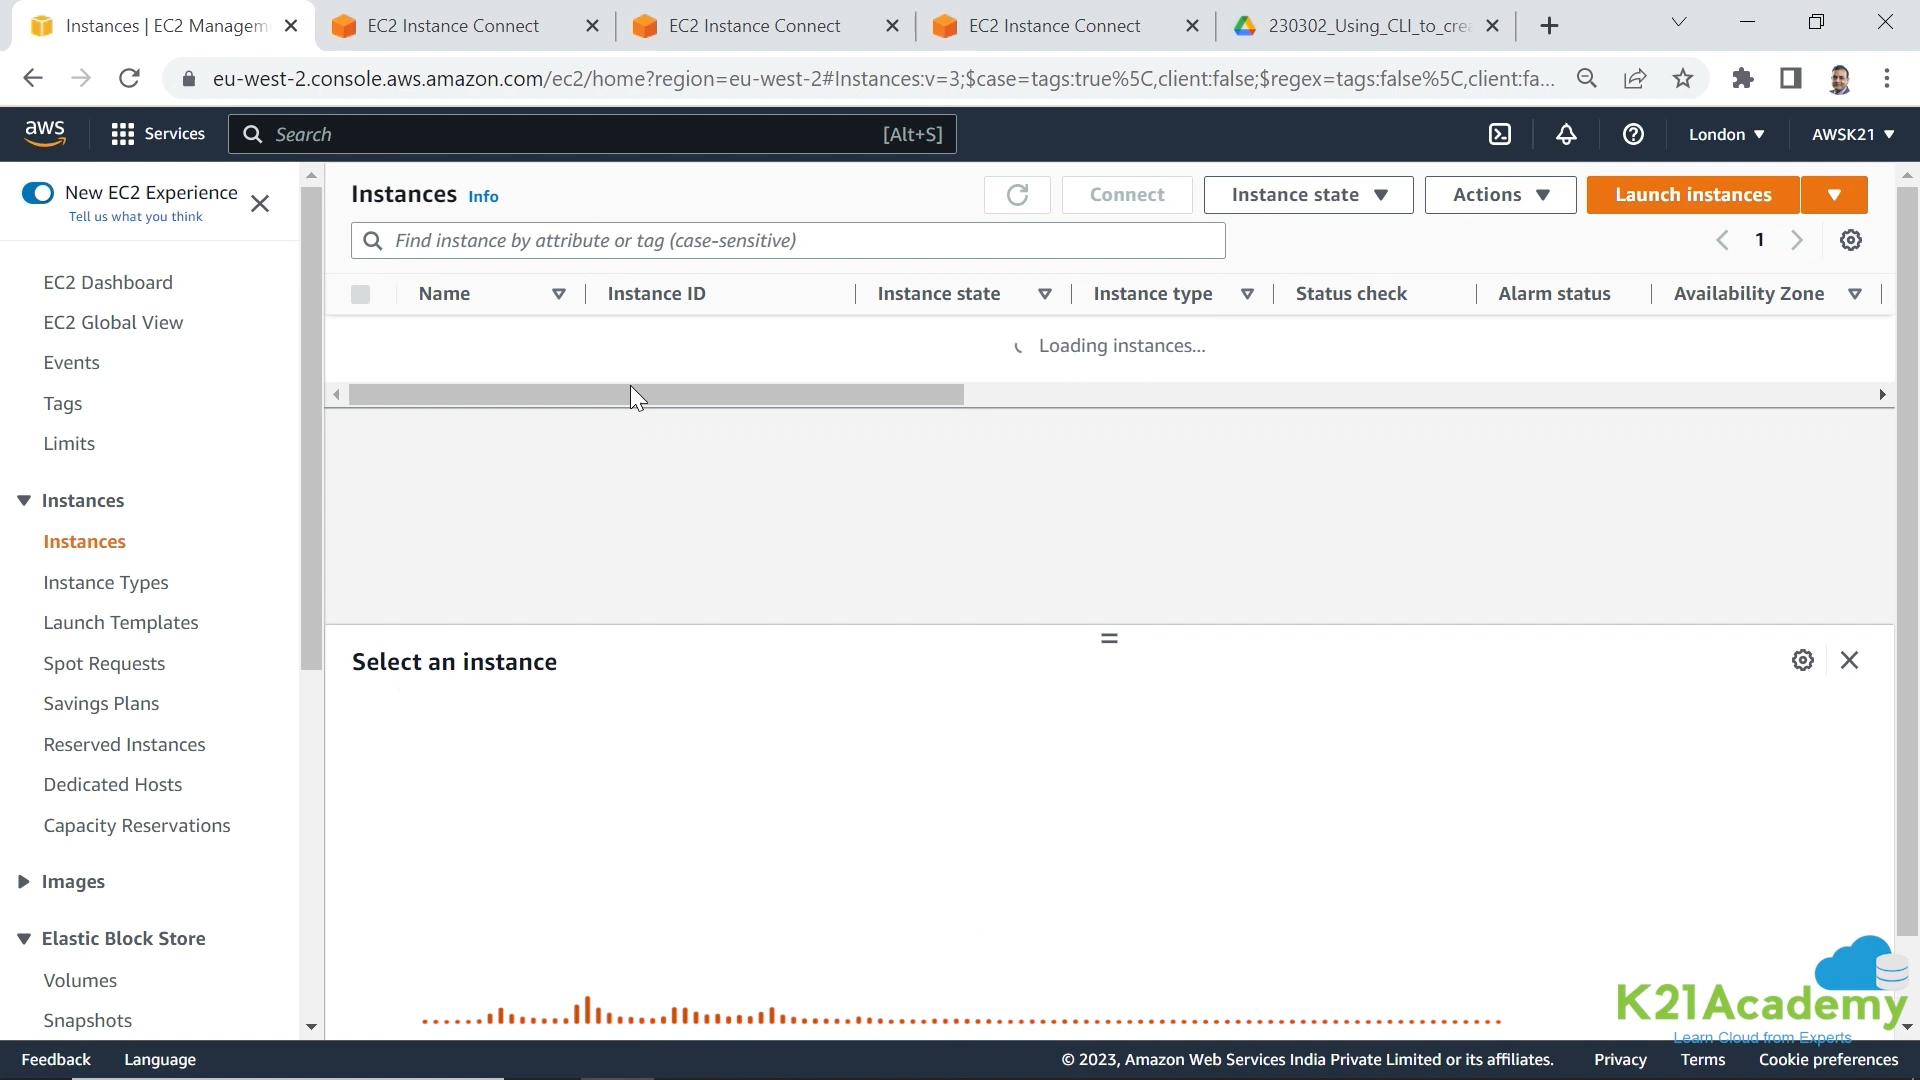 Instances | EC2 Managem
EC2 Instance Connect
EC2 Instance Connect
EC2 Instance Connect
230302_Using_CLI_to_crea
eu-west-2.console.aws.amazon.com/ec2/home?region=eu-west-2#Instances:v=3;$case=tags:true%5C,client:false;$regex=tags:false%5C,client:fa...
aws
Services
Search
[Alt+S]
London
AWSK21
New EC2 Experience
Tell us what you think
EC2 Dashboard
EC2 Global View
Events
Tags
Limits
Instances
Instances
Instance Types
Launch Templates
Spot Requests
Savings Plans
Reserved Instances
Dedicated Hosts
Capacity Reservations
Images
Elastic Block Store
Volumes
Snapshots
Instances Info
Connect
Instance state
Actions
Launch instances
Find instance by attribute or tag (case-sensitive)
1
Name
Instance ID
Instance state
Instance type
Status check
Alarm status
Availability Zone
Loading instances...
Select an instance
K21Academy
Learn Cloud from Experts
Feedback
Language
© 2023, Amazon Web Services India Private Limited or its affiliates.
Privacy
Terms
Cookie preferences